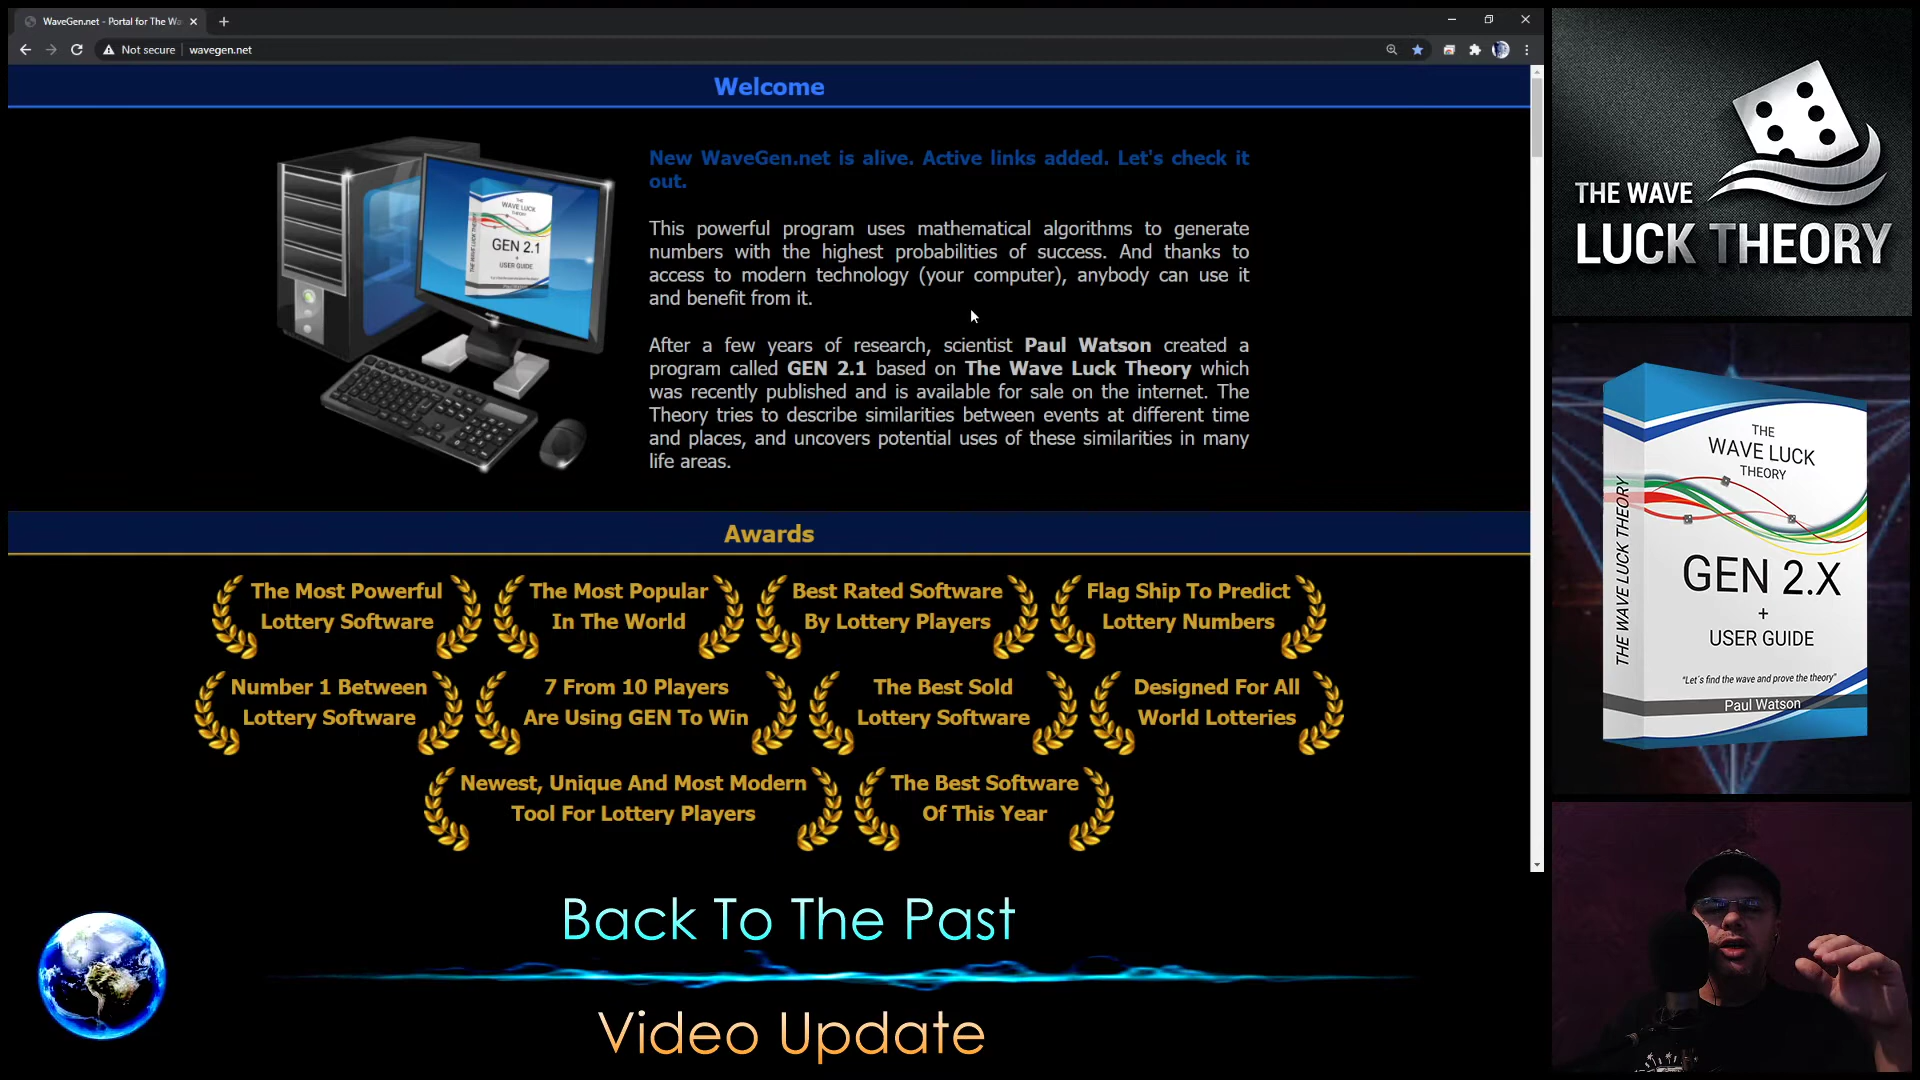 WaveGen.net - Portal for The Wa
Not secure
wavegen.net
Welcome
New WaveGen.net is alive. Active links added. Let's check it
out.
This powerful program uses mathematical algorithms to generate
numbers with the highest probabilities of success. And thanks to
access to modern technology (your computer), anybody can use it
and benefit from it.
After a few years of research, scientist Paul Watson created a
program called GEN 2.1 based on The Wave Luck Theory which
was recently published and is available for sale on the internet. The
Theory tries to describe similarities between events at different time
and places, and uncovers potential uses of these similarities in many
life areas.
THE
WAVE LUCK
THEORY
GEN 2.1
+
USER GUIDE
Awards
The Most Powerful
Lottery Software
The Most Popular
In The World
Best Rated Software
By Lottery Players
Flag Ship To Predict
Lottery Numbers
Number 1 Between
Lottery Software
7 From 10 Players
Are Using GEN To Win
The Best Sold
Lottery Software
Designed For All
World Lotteries
Newest, Unique And Most Modern
Tool For Lottery Players
The Best Software
Of This Year
Back To The Past
Video Update
THE WAVE
LUCK THEORY
THE WAVE LUCK THEORY
THE
WAVE LUCK
THEORY
GEN 2.X
+
USER GUIDE
"Let's find the wave and prove the theory"
Paul Watson